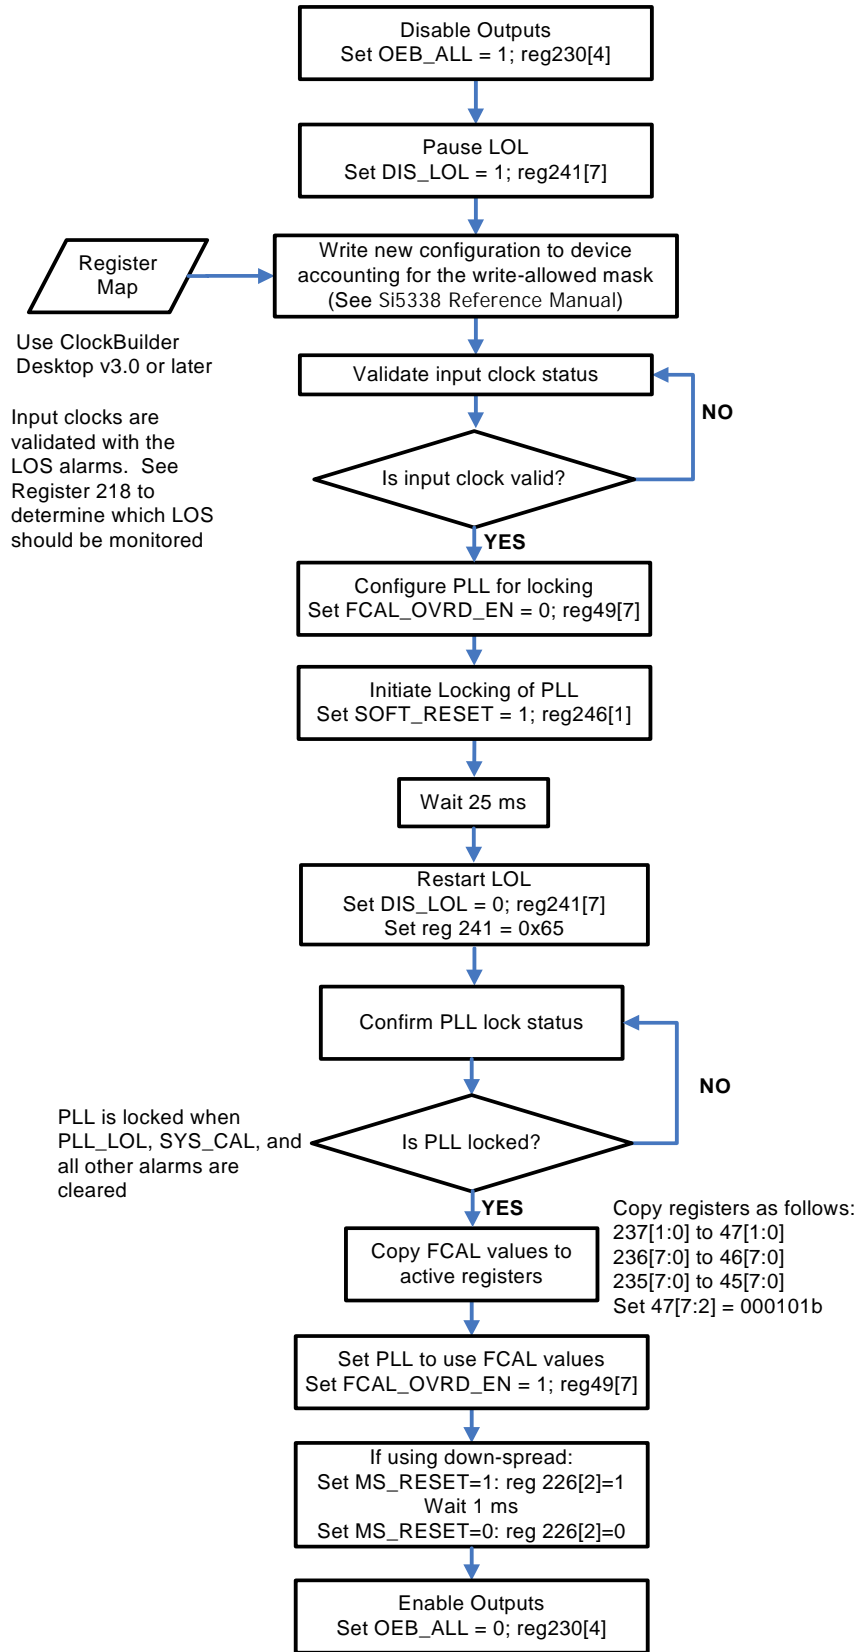 Disable Outputs
Set OEB_ALL = 1; reg230[4]
Pause LOL
Set DIS_LOL = 1; reg241[7]
Register
Map
Write new configuration to device
accounting for the write-allowed mask
(See Si5338 Reference Manual)
Use ClockBuilder
Desktop v3.0 or later
Validate input clock status
NO
Input clocks are
validated with the
LOS alarms.  See
Register 218 to
determine which LOS
should be monitored
Is input clock valid?
YES
Configure PLL for locking
Set FCAL_OVRD_EN = 0; reg49[7]
Initiate Locking of PLL
Set SOFT_RESET = 1; reg246[1]
Wait 25 ms
Restart LOL
Set DIS_LOL = 0; reg241[7]
Set reg 241 = 0x65
Confirm PLL lock status
NO
PLL is locked when
PLL_LOL, SYS_CAL, and
all other alarms are
cleared
Is PLL locked?
YES
Copy FCAL values to
active registers
Copy registers as follows:
237[1:0] to 47[1:0]
236[7:0] to 46[7:0]
235[7:0] to 45[7:0]
Set 47[7:2] = 000101b
Set PLL to use FCAL values
Set FCAL_OVRD_EN = 1; reg49[7]
If using down-spread:
Set MS_RESET=1: reg 226[2]=1
Wait 1 ms
Set MS_RESET=0: reg 226[2]=0
Enable Outputs
Set OEB_ALL = 0; reg230[4]